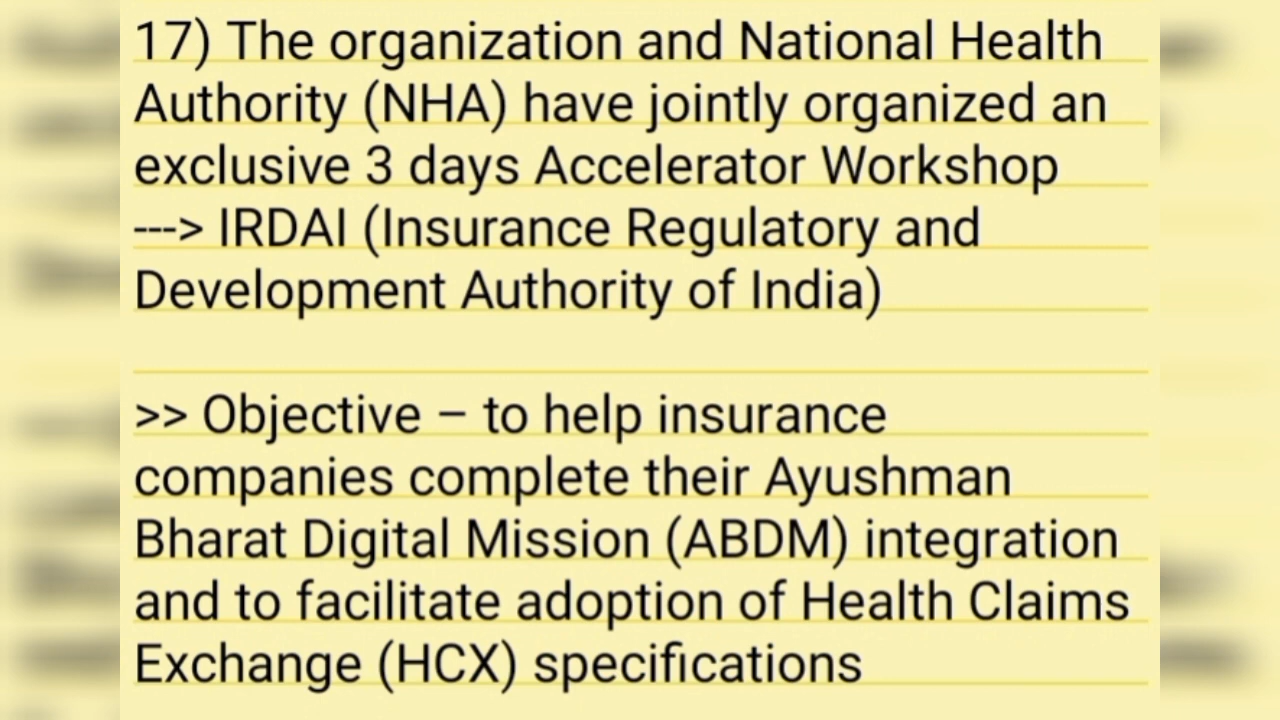 17) The organization and National Health
Authority (NHA) have jointly organized an
exclusive 3 days Accelerator Workshop
---> IRDAI (Insurance Regulatory and
Development Authority of India)
>> Objective – to help insurance
companies complete their Ayushman
Bharat Digital Mission (ABDM) integration
and to facilitate adoption of Health Claims
Exchange (HCX) specifications